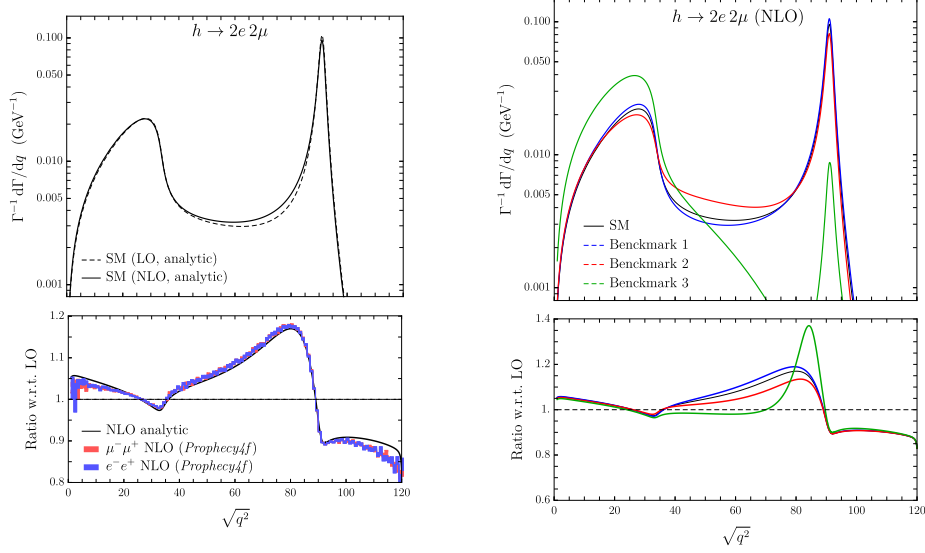 h → 2e 2μ
0.100
0.050
0.010
0.005
0.001
Γ⁻¹ dΓ/dq (GeV⁻¹)
SM (LO, analytic)
SM (NLO, analytic)
1.2
1.1
1.0
0.9
0.8
Ratio w.r.t. LO
NLO analytic
μ⁻μ⁺ NLO (Prophecy4f)
e⁻e⁺ NLO (Prophecy4f)
0 20 40 60 80 100 120
√q²
h → 2e 2μ (NLO)
0.100
0.050
0.010
0.005
0.001
Γ⁻¹ dΓ/dq (GeV⁻¹)
SM
Benckmark 1
Benckmark 2
Benckmark 3
1.4
1.2
1
0.8
0.6
Ratio w.r.t. LO
0 20 40 60 80 100 120
√q²